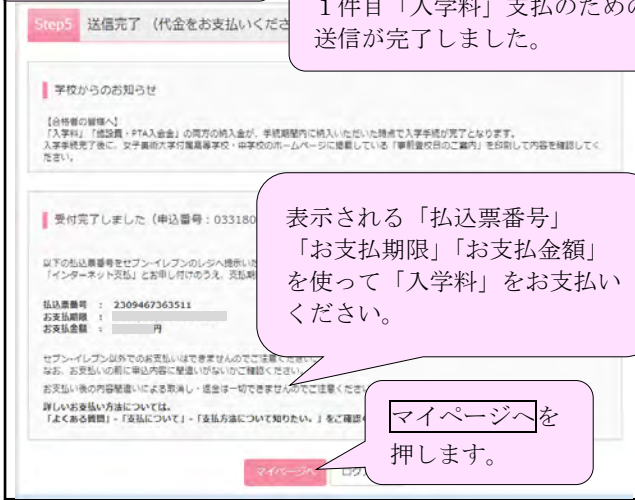 １件目「入学料」支払のための
送信が完了しました。
Step5 送信完了 （代金をお支払いくださ
学校からのお知らせ
【合格者の皆様へ】
「入学料」「施設費・PTA入会金」の両方の納入金が、手続期間内に納入いただいた時点で入学手続が完了となります。
入学手続完了後に、女子美術大学付属高等学校・中学校のホームページに掲載している「事前登校日のご案内」を印刷して内容を確認してく
ださい。
受付完了しました（申込番号：033180
以下の払込票番号をセブン-イレブンのレジへ提示いた
「インターネット支払」とお申し付けのうえ、支払期
払込票番号 ： 2309467363511
お支払期限 ：
お支払金額 ： 円
表示される「払込票番号」
「お支払期限」「お支払金額」
を使って「入学料」をお支払い
ください。
セブン-イレブン以外でのお支払いはできませんのでご注意ください。
なお、お支払いの前に申込内容に間違いがないかご確認ください。
お支払い後の内容間違いによる取消し・返金は一切できませんのでご注意くださ
詳しいお支払い方法については、
「よくある質問」-「支払について」-「支払方法について知りたい。」をご確認
マイページへを
押します。
マイページへ
ログ